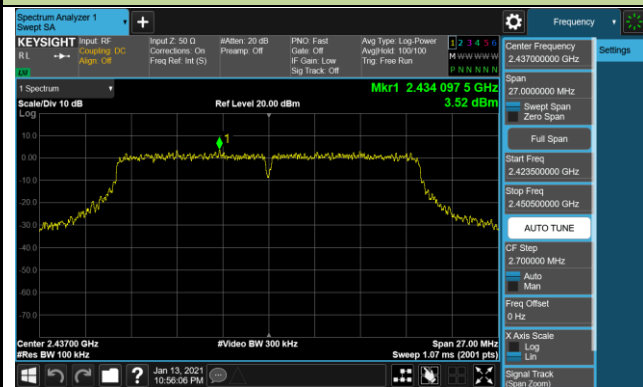 Spectrum Analyzer 1
Swept SA
Frequency
KEYSIGHT
RL
Input: RF
Coupling: DC
Align: Off
Input Z: 50 Ω
Corrections: On
Freq Ref: Int (S)
#Atten: 20 dB
Preamp: Off
PNO: Fast
Gate: Off
IF Gain: Low
Sig Track: Off
Avg Type: Log-Power
Avg|Hold: 100/100
Trig: Free Run
1 2 3 4 5 6
M W W W W W
P N N N N N
LW
1 Spectrum
Scale/Div 10 dB
Log
Ref Level 20.00 dBm
Mkr1 2.434 097 5 GHz
3.52 dBm
1
10.0
0.00
-10.0
-20.0
-30.0
-40.0
-50.0
-60.0
-70.0
Center 2.43700 GHz
#Res BW 100 kHz
#Video BW 300 kHz
Span 27.00 MHz
Sweep 1.07 ms (2001 pts)
Jan 13, 2021
10:56:06 PM
Center Frequency
2.437000000 GHz
Span
27.0000000 MHz
Swept Span
Zero Span
Full Span
Start Freq
2.423500000 GHz
Stop Freq
2.450500000 GHz
AUTO TUNE
CF Step
2.700000 MHz
Auto
Man
Freq Offset
0 Hz
X Axis Scale
Log
Lin
Signal Track
(Span Zoom)
Settings